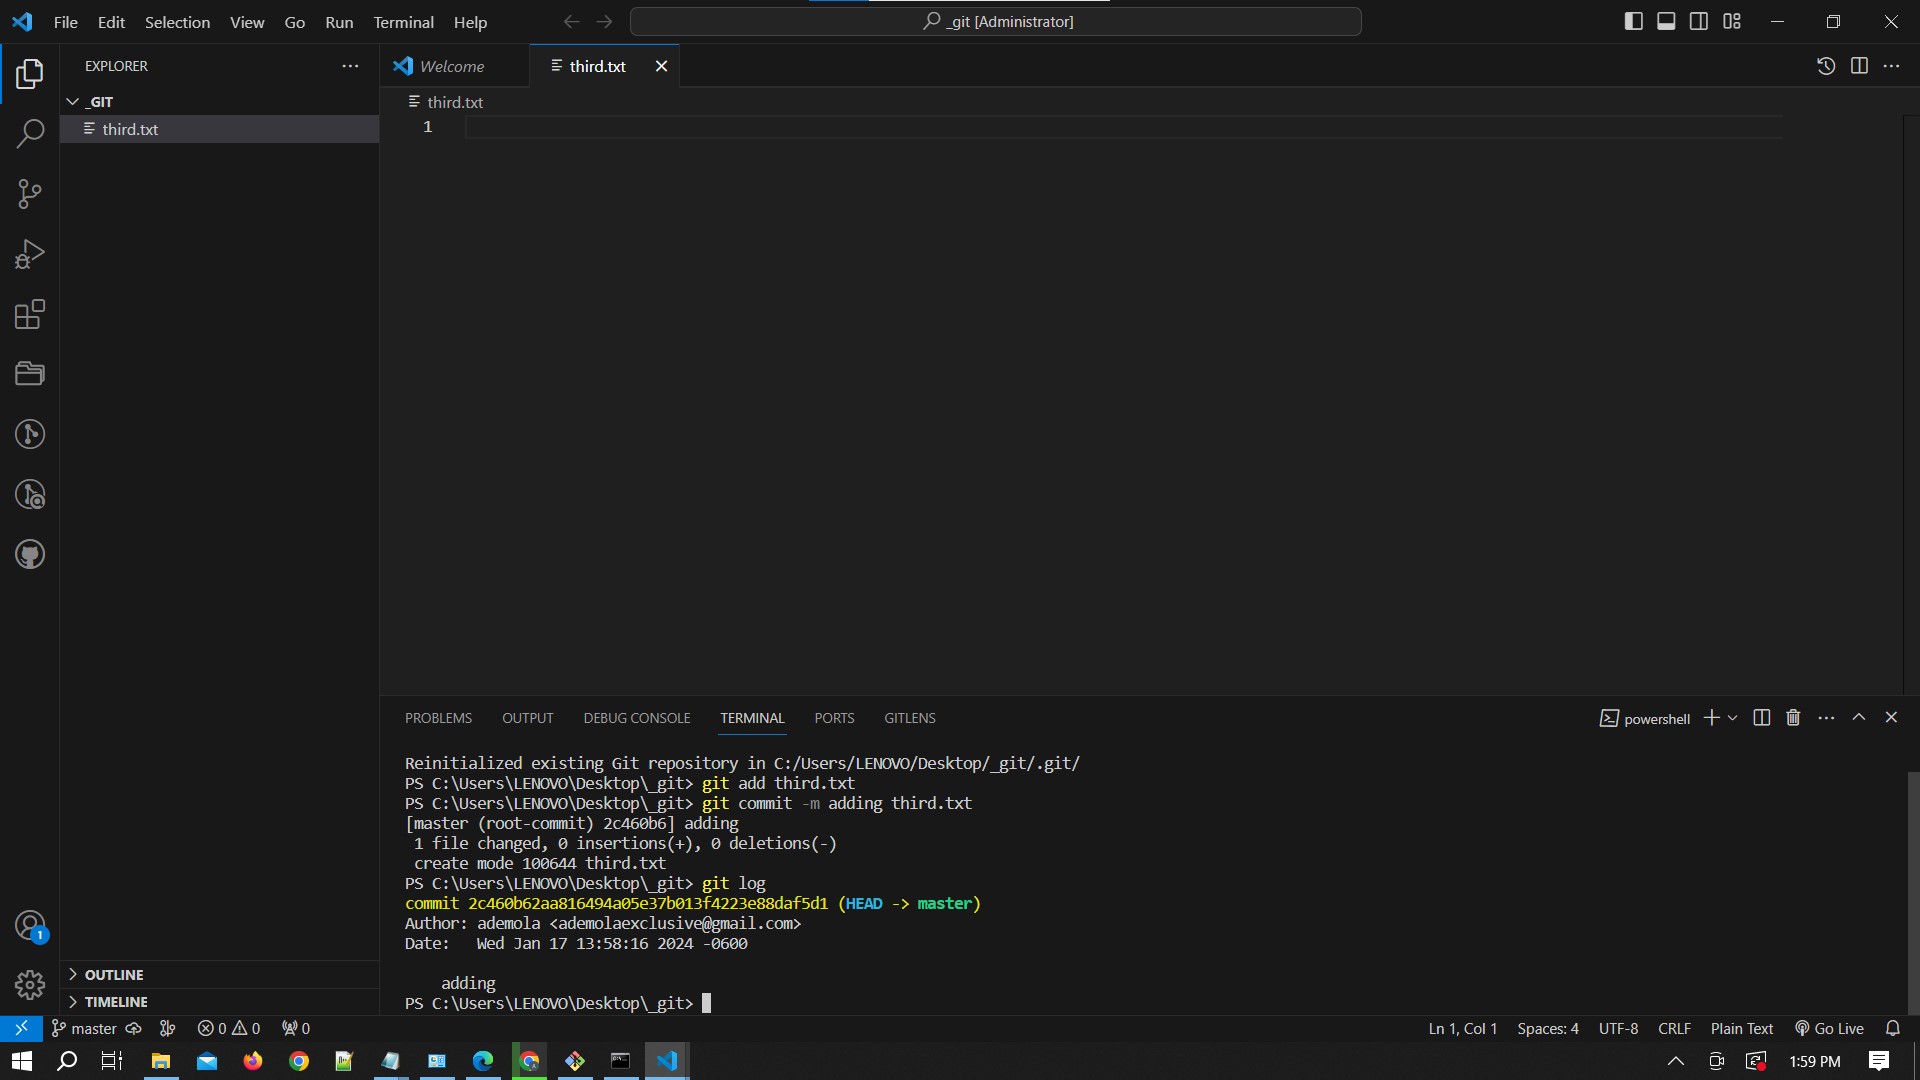 File Edit Selection View Go Run Terminal Help
_git [Administrator]
EXPLORER
Welcome
third.txt
_GIT
third.txt
third.txt
1
PROBLEMS OUTPUT DEBUG CONSOLE TERMINAL PORTS GITLENS
powershell
Reinitialized existing Git repository in C:/Users/LENOVO/Desktop/_git/.git/
PS C:\Users\LENOVO\Desktop\_git> git add third.txt
PS C:\Users\LENOVO\Desktop\_git> git commit -m adding third.txt
[master (root-commit) 2c460b6] adding
1 file changed, 0 insertions(+), 0 deletions(-)
create mode 100644 third.txt
PS C:\Users\LENOVO\Desktop\_git> git log
commit 2c460b62aa816494a05e37b013f4223e88daf5d1 (HEAD -> master)
Author: ademola <ademolaexclusive@gmail.com>
Date:   Wed Jan 17 13:58:16 2024 -0600
adding
PS C:\Users\LENOVO\Desktop\_git>
1
OUTLINE
TIMELINE
master 0 0 0
Ln 1, Col 1 Spaces: 4 UTF-8 CRLF Plain Text Go Live
1:59 PM